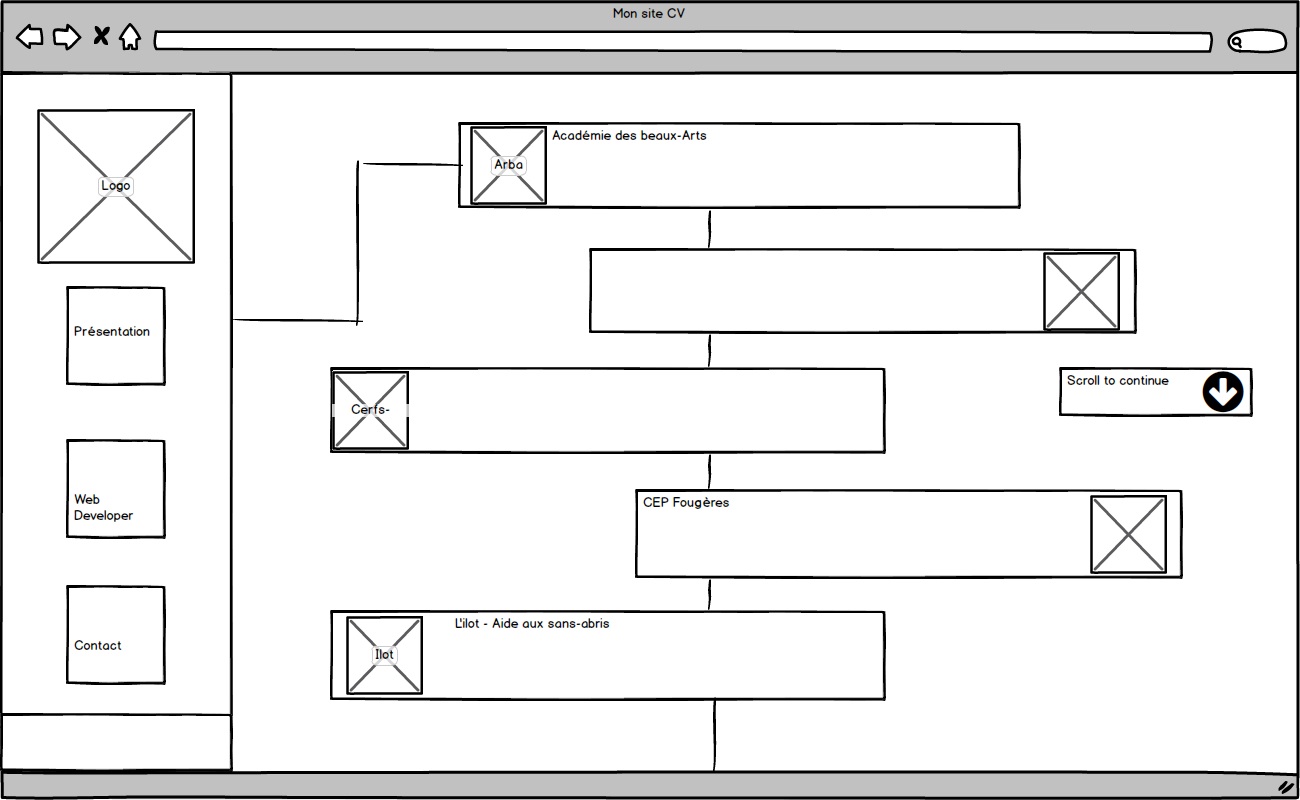 Mon site CV
Logo
Présentation
Web
Developer
Contact
Académie des beaux-Arts
Arba
Cerfs-
Scroll to continue
CEP Fougères
L'ilot - Aide aux sans-abris
Ilot